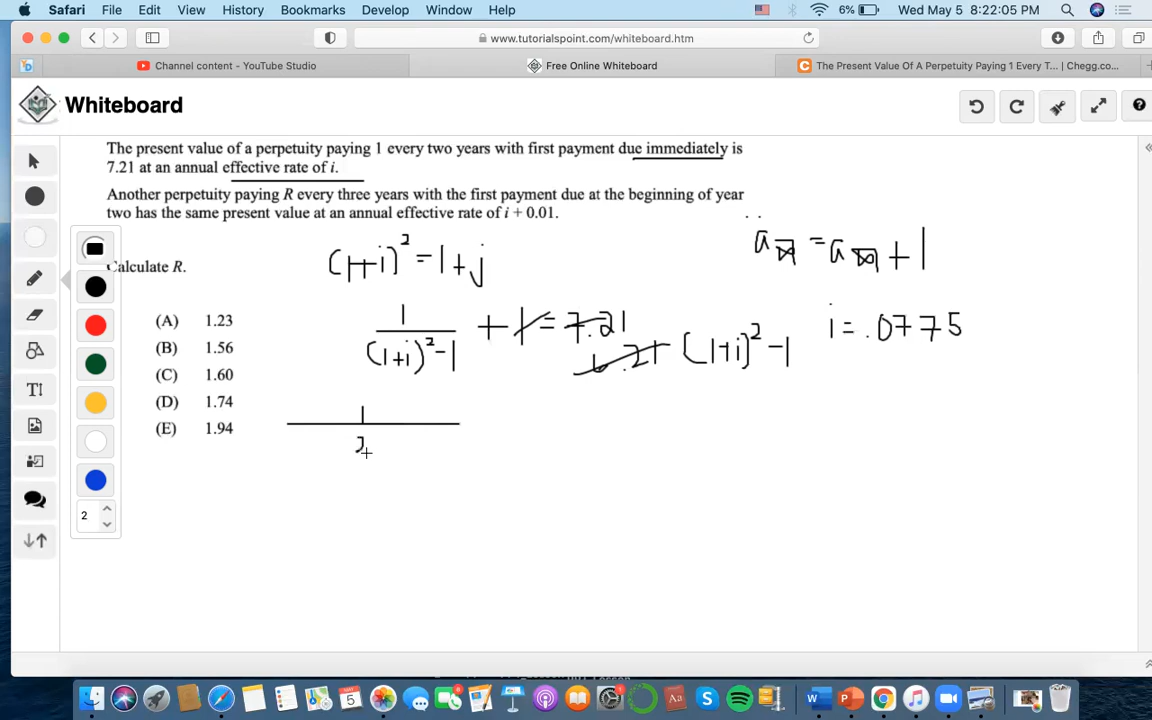 Safari File Edit View History Bookmarks Develop Window Help 6% Wed May 5 8:22:05 PM
www.tutorialspoint.com/whiteboard.htm
Channel content - YouTube Studio Free Online Whiteboard The Present Value Of A Perpetuity Paying 1 Every T... | Chegg.co...
Whiteboard
The present value of a perpetuity paying 1 every two years with first payment due immediately is
7.21 at an annual effective rate of i.
Another perpetuity paying R every three years with the first payment due at the beginning of year
two has the same present value at an annual effective rate of i + 0.01.
(1+i)² = 1+j
Calculate R.
(A) 1.23
(B) 1.56
(C) 1.60
(D) 1.74
(E) 1.94
1/((1+i)²-1) + 1 = 7.21
6.21 (1+i)²-1
i = .0775
1
2